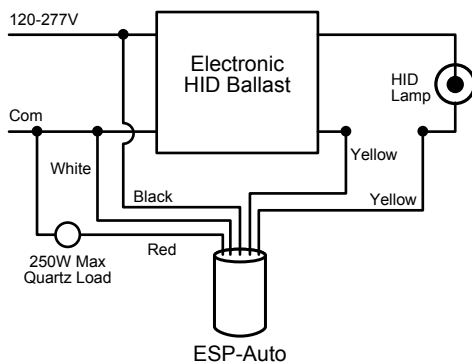 120-277V
Electronic
HID Ballast
HID
Lamp
Com
White
Yellow
Black
Yellow
Red
250W Max
Quartz Load
ESP-Auto